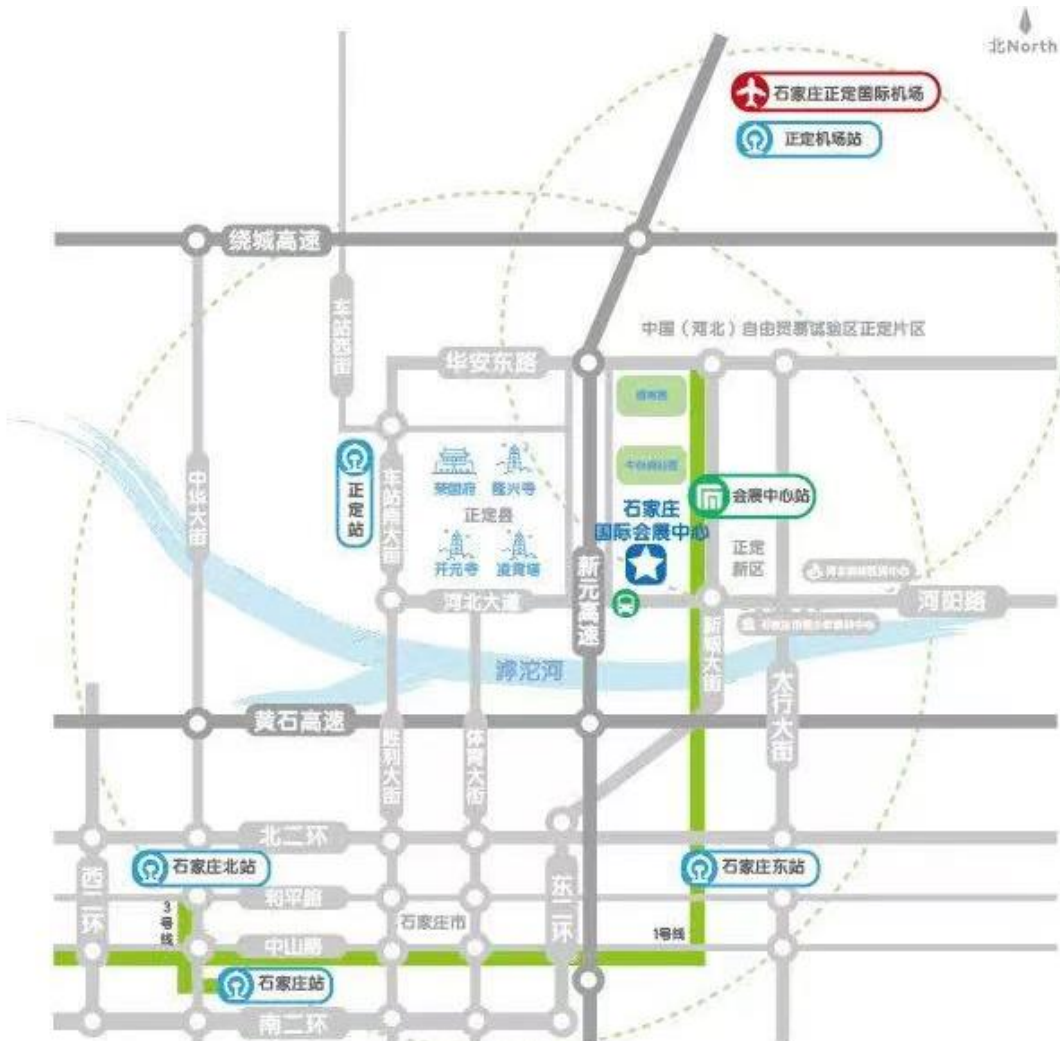 北North
石家庄正定国际机场
正定机场站
绕城高速
车站西街
中国（河北）自由贸易试验区正定片区
华安东路
正定站
中华大街
车站西大街
荣国府
隆兴寺
正定县
开元寺
凌霄塔
石家庄
国际会展中心
会展中心站
正定
新区
新元高速
河北大道
河阳路
新城大街
滹沱河
太行大街
黄石高速
胜利大街
体育大街
北二环
石家庄北站
石家庄东站
西二环
和平路
东二环
3号线
石家庄市
中山路
1号线
石家庄站
南二环